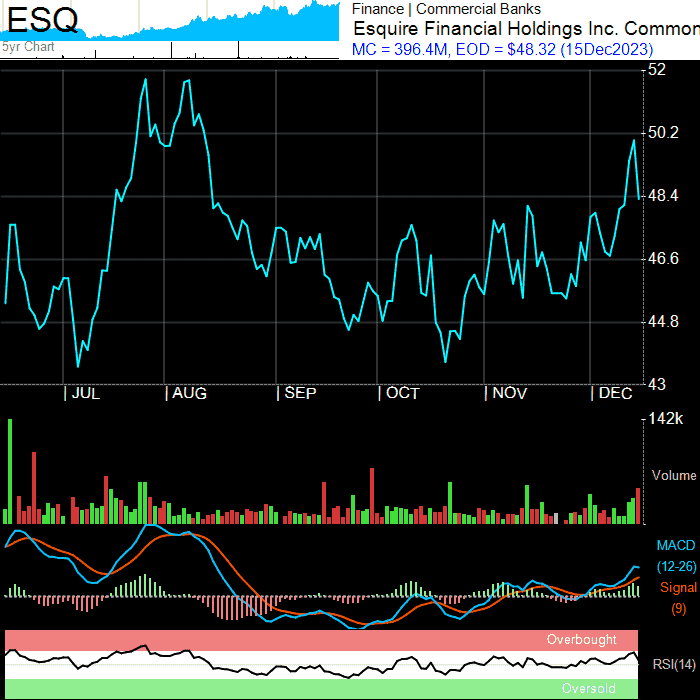 ESQ
5yr Chart
Finance | Commercial Banks
Esquire Financial Holdings Inc. Common
MC = 396.4M, EOD = $48.32 (15Dec2023)
52
50.2
48.4
46.6
44.8
43
JUL AUG SEP OCT NOV DEC
142k
Volume
MACD
(12-26)
Signal
(9)
Overbought
RSI(14)
Oversold